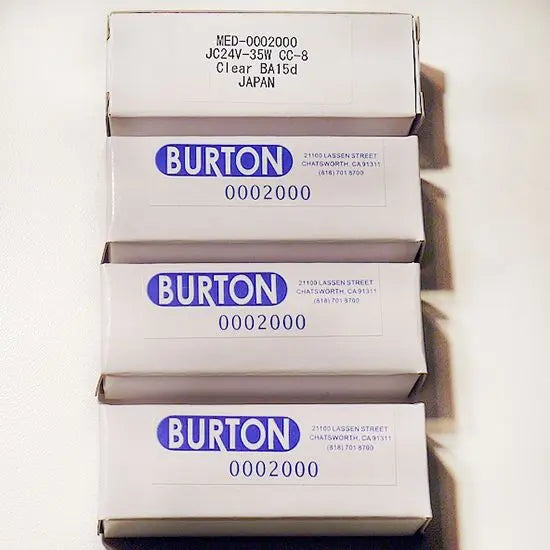 MED-0002000
JC24V-35W CC-8
Clear BA15d
JAPAN
BURTON
21100 LASSEN STREET
CHATSWORTH, CA 91311
(818) 701 8700
0002000
BURTON
21100 LASSEN STREET
CHATSWORTH, CA 91311
(818) 701 8700
0002000
BURTON
21100 LASSEN STREET
CHATSWORTH, CA 91311
(818) 701 8700
0002000